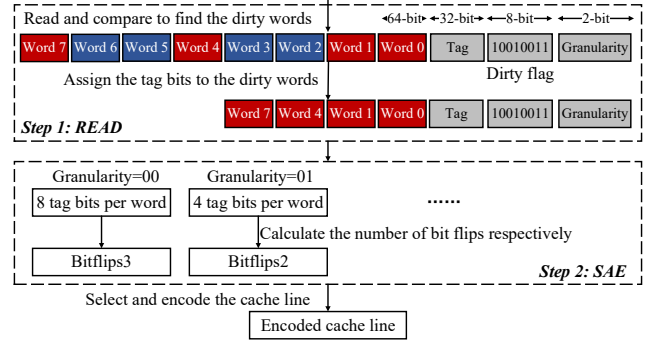 Read and compare to find the dirty words
64-bit 32-bit 8-bit 2-bit
Word 7 Word 6 Word 5 Word 4 Word 3 Word 2 Word 1 Word 0 Tag 10010011 Granularity
Assign the tag bits to the dirty words
Dirty flag
Word 7 Word 4 Word 1 Word 0 Tag 10010011 Granularity
Step 1: READ
Granularity=00 Granularity=01
8 tag bits per word 4 tag bits per word ......
Calculate the number of bit flips respectively
Bitflips3 Bitflips2
Step 2: SAE
Select and encode the cache line
Encoded cache line